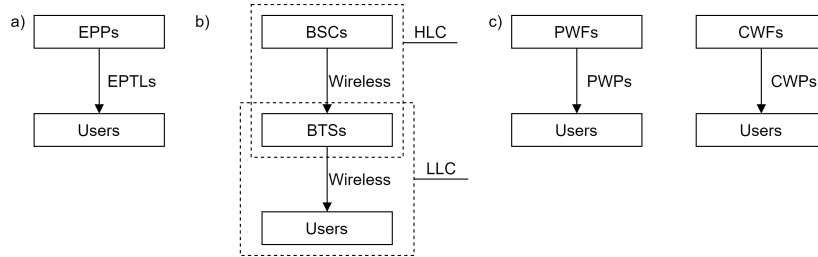 a)
EPPs
EPTLs
Users
b)
BSCs
HLC
Wireless
BTSs
LLC
Wireless
Users
c)
PWFs
PWPs
Users
CWFs
CWPs
Users